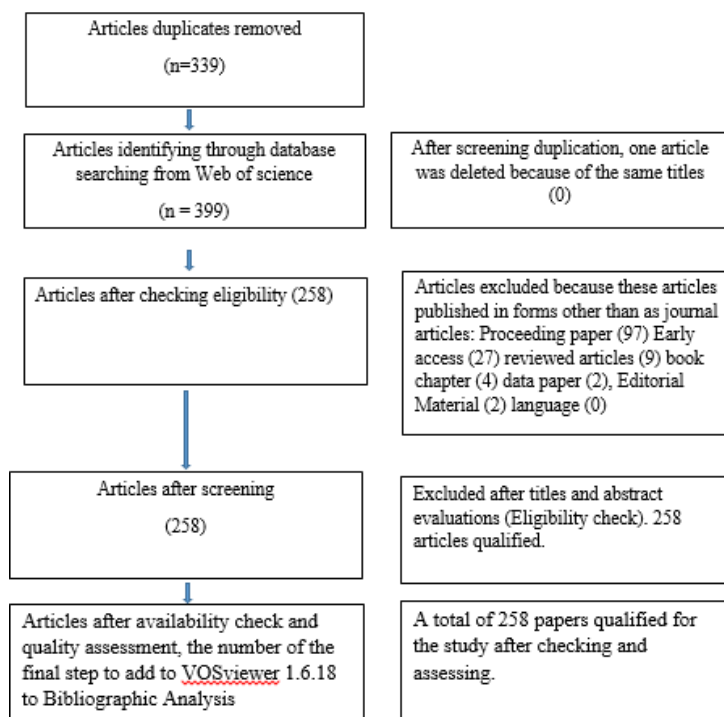 Articles duplicates removed
(n=339)
Articles identifying through database
searching from Web of science
(n = 399)
After screening duplication, one article
was deleted because of the same titles
(0)
Articles after checking eligibility (258)
Articles excluded because these articles
published in forms other than as journal
articles: Proceeding paper (97) Early
access (27) reviewed articles (9) book
chapter (4) data paper (2), Editorial
Material (2) language (0)
Articles after screening
(258)
Excluded after titles and abstract
evaluations (Eligibility check). 258
articles qualified.
Articles after availability check and
quality assessment, the number of the
final step to add to VOSviewer 1.6.18
to Bibliographic Analysis
A total of 258 papers qualified for
the study after checking and
assessing.